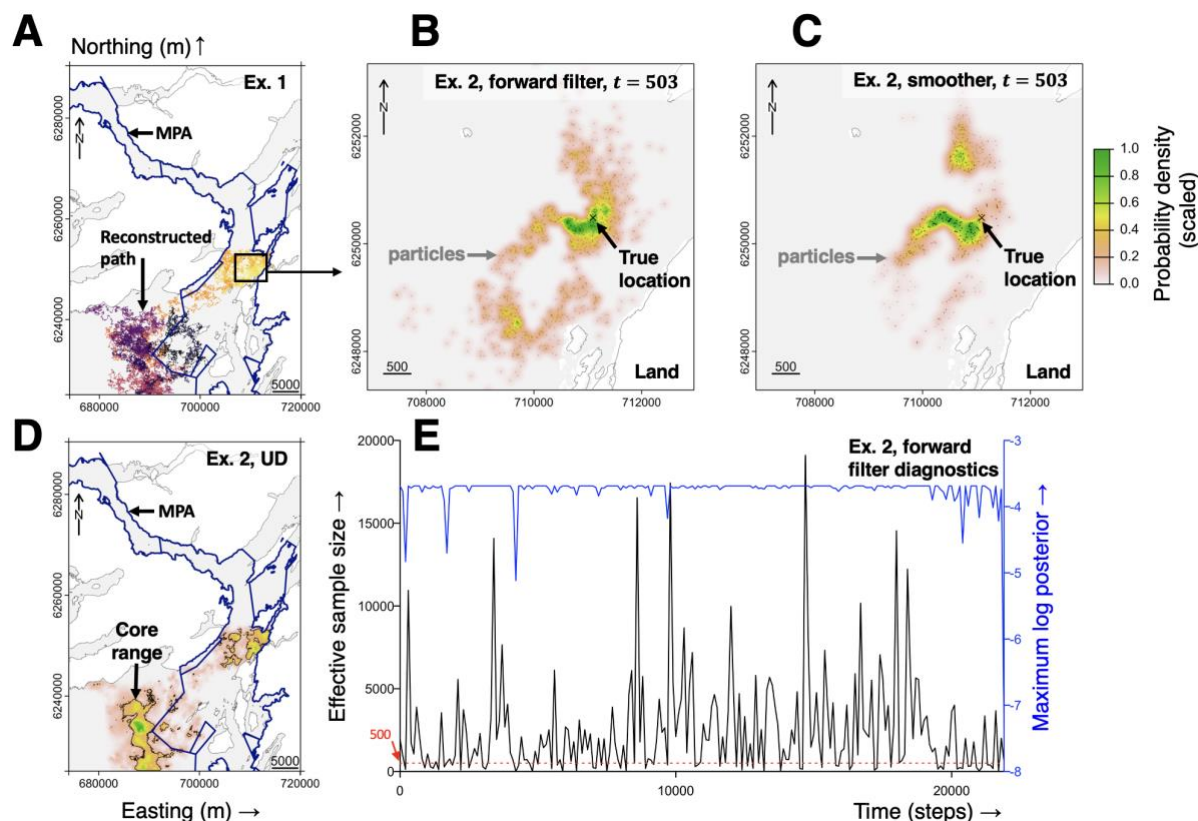 A
Northing (m) ↑
Ex. 1
N
MPA
Reconstructed
path
5000
6280000
6260000
6240000
680000
700000
720000
B
Ex. 2, forward filter, t = 503
N
particles
True
location
Land
500
6252000
6250000
6248000
708000
710000
712000
C
Ex. 2, smoother, t = 503
N
particles
True
location
Land
500
6252000
6250000
6248000
708000
710000
712000
1.0
0.8
0.6
0.4
0.2
0.0
Probability density
(scaled)
D
Ex. 2, UD
N
MPA
Core
range
5000
6280000
6260000
6240000
680000
700000
720000
Easting (m) →
E
Ex. 2, forward
filter diagnostics
Effective sample size →
20000
15000
10000
5000
500
0
0
10000
20000
Time (steps) →
-3
-4
-5
-6
-7
-8
Maximum log posterior →